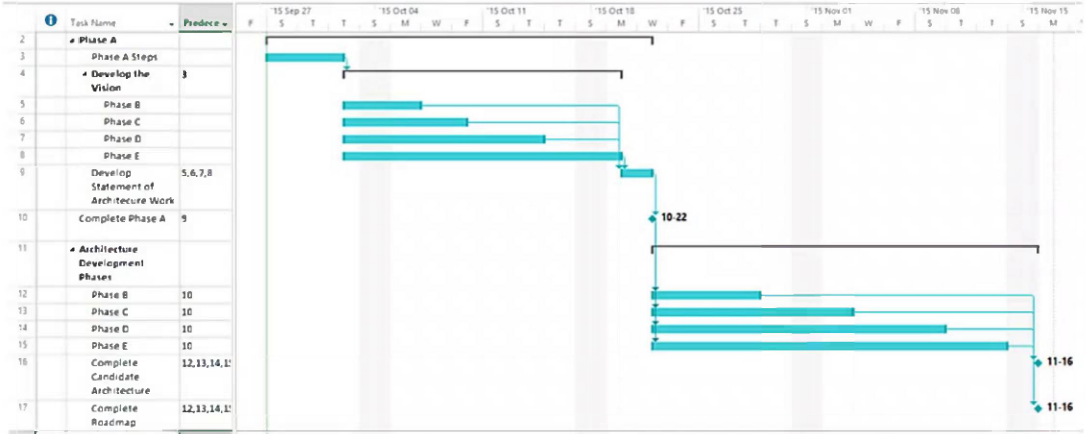 '15 Sep 27 '15 Oct 04 '15 Oct 11 '15 Oct 18 '15 Oct 25 '15 Nov 01 '15 Nov 08 '15 Nov 15
Task Name Predece
F S T T S M W F S T T S M W F S T T S M W F S T T S M
2 Phase A
3 Phase A Steps
4 Develop the 3
Vision
5 Phase B
6 Phase C
7 Phase D
8 Phase E
9 Develop 5,6,7,8
Statement of
Architecure Work
10 Complete Phase A 9 10-22
11 Architecture
Development
Phases
12 Phase B 10
13 Phase C 10
14 Phase D 10
15 Phase E 10
16 Complete 12,13,14,1 11-16
Candidate
Architecture
17 Complete 12,13,14,1 11-16
Roadmap